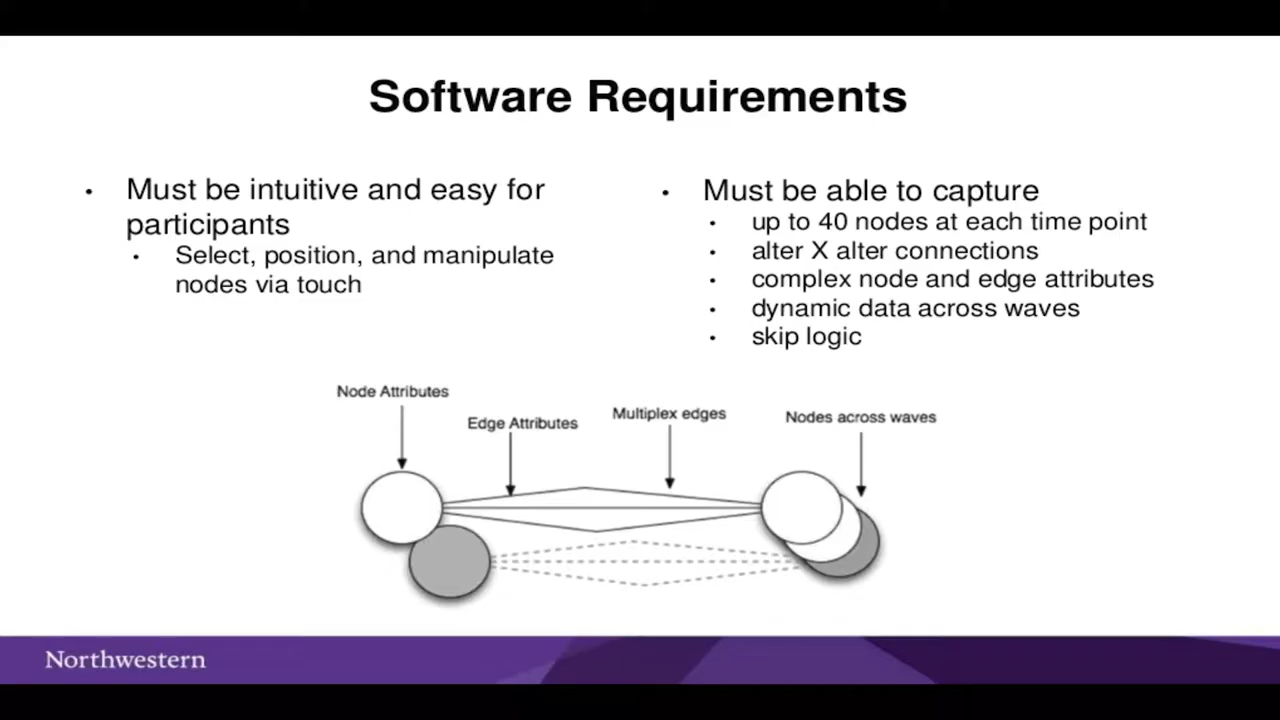 Software Requirements
• Must be intuitive and easy for
participants
• Select, position, and manipulate
nodes via touch
• Must be able to capture
• up to 40 nodes at each time point
• alter X alter connections
• complex node and edge attributes
• dynamic data across waves
• skip logic
Node Attributes
Edge Attributes
Multiplex edges
Nodes across waves
Northwestern